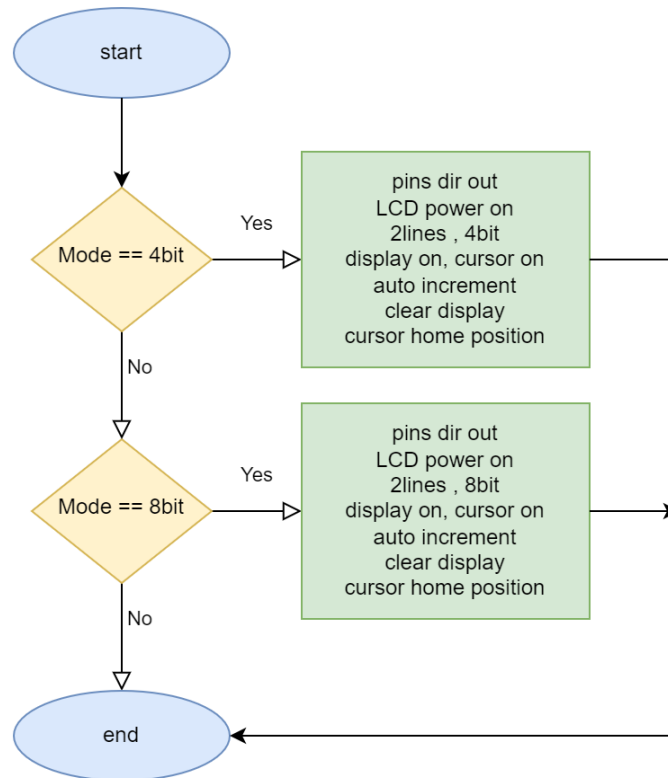 start
Mode == 4bit
Yes
pins dir out
LCD power on
2lines , 4bit
display on, cursor on
auto increment
clear display
cursor home position
No
Mode == 8bit
Yes
pins dir out
LCD power on
2lines , 8bit
display on, cursor on
auto increment
clear display
cursor home position
No
end